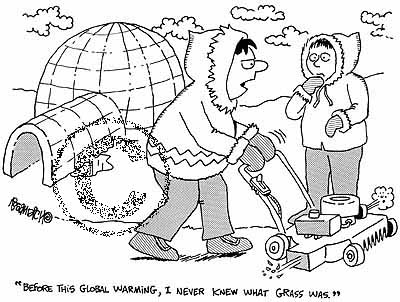 "BEFORE THIS GLOBAL WARMING, I NEVER KNEW WHAT GRASS WAS."